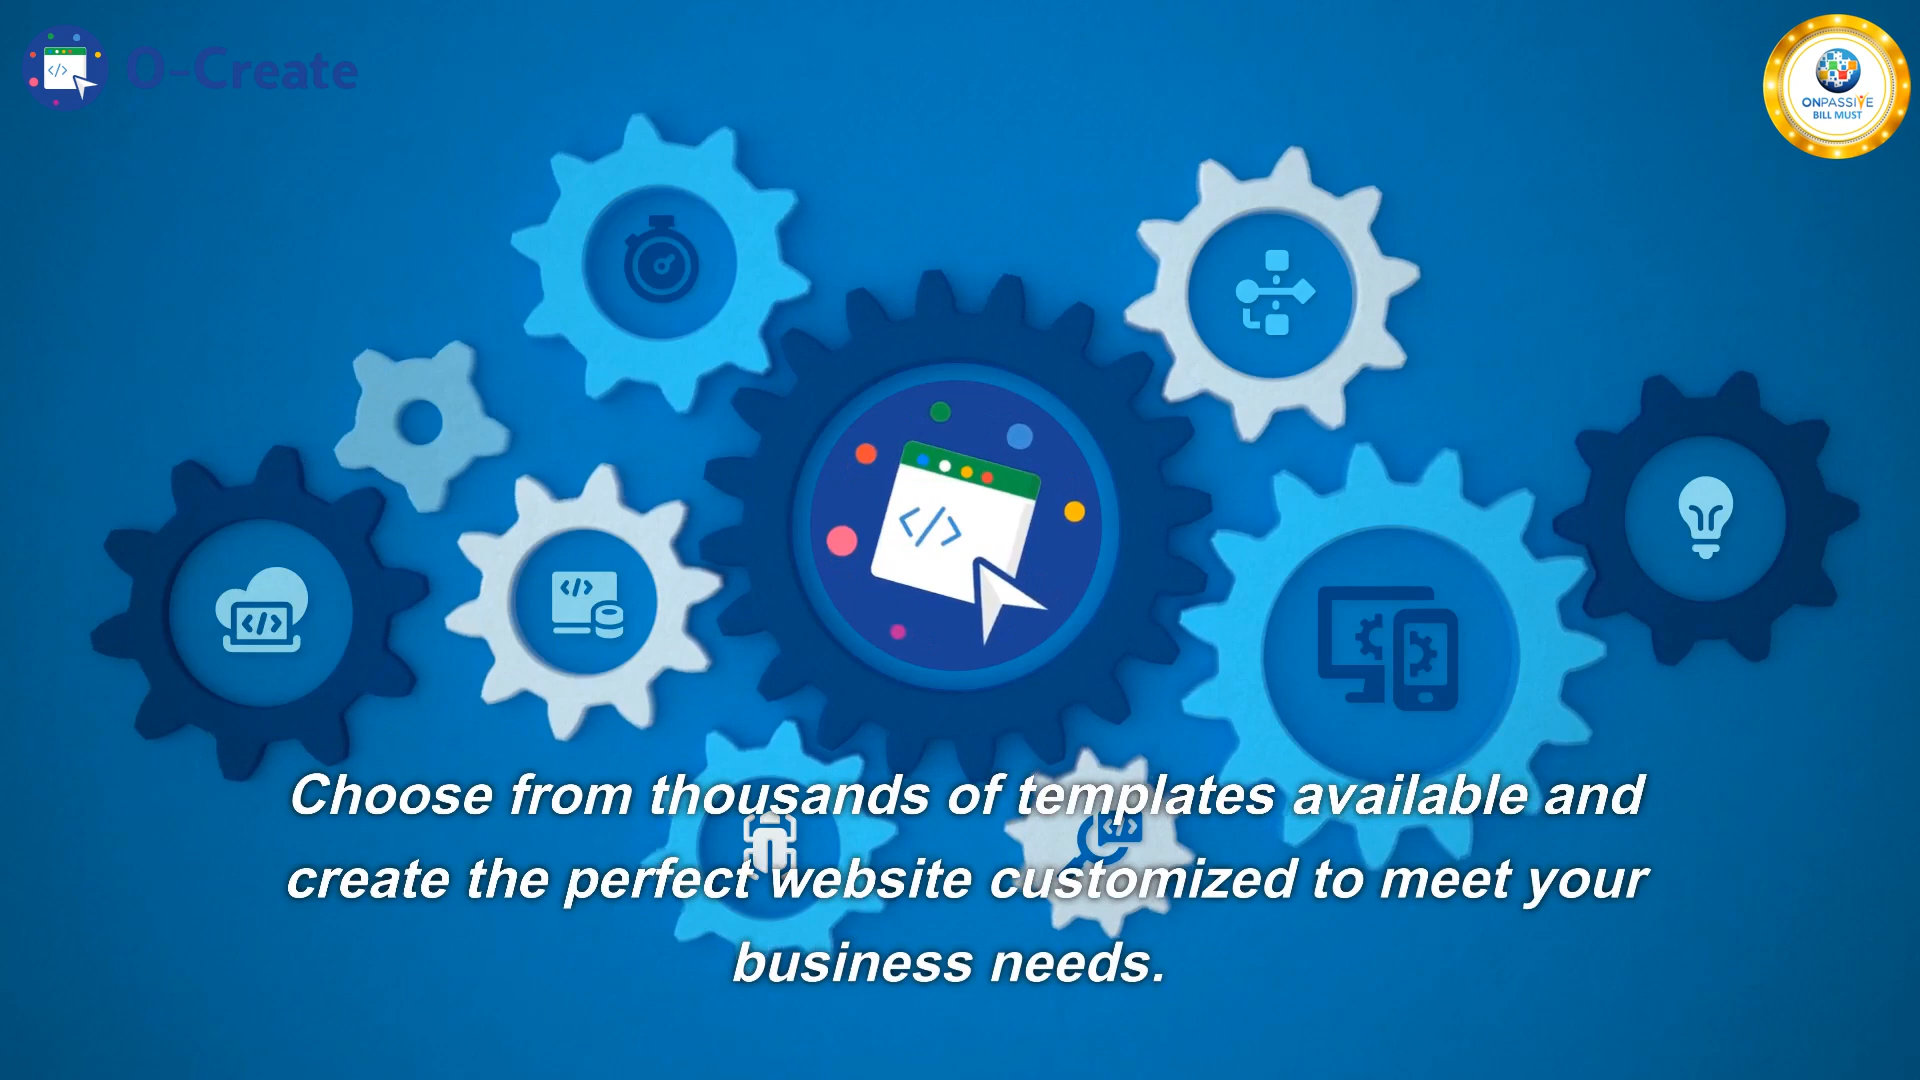 O-Create
ONPASSIVE
BILL MUST
</>
</>
</>
</>
</>
Choose from thousands of templates available and
create the perfect website customized to meet your
business needs.